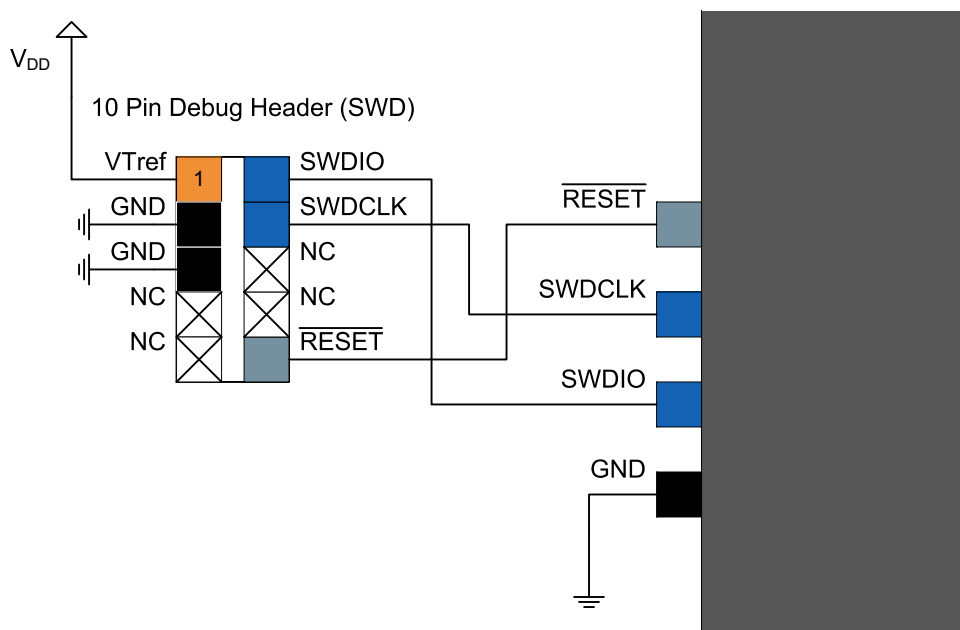 V_DD
10 Pin Debug Header (SWD)
VTref
1
SWDIO
GND
SWDCLK
GND
NC
NC
NC
NC
RESET
RESET
SWDCLK
SWDIO
GND